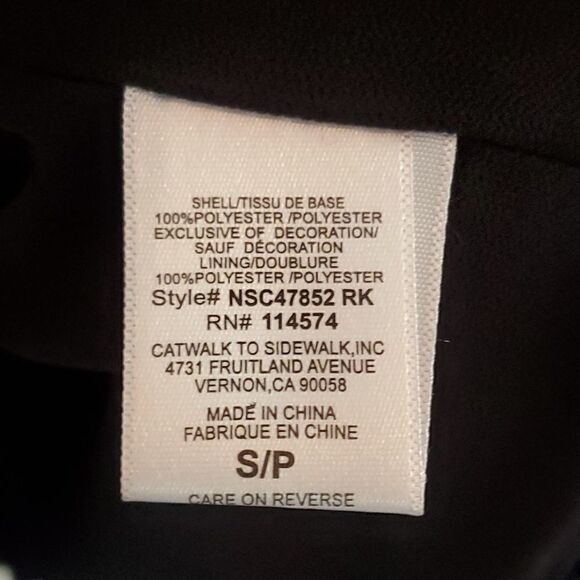 SHELL/TISSU DE BASE
100%POLYESTER /POLYESTER
EXCLUSIVE OF DECORATION/
SAUF DÉCORATION
LINING/DOUBLURE
100%POLYESTER /POLYESTER
Style# NSC47852 RK
RN# 114574
CATWALK TO SIDEWALK,INC
4731 FRUITLAND AVENUE
VERNON,CA 90058
MADE IN CHINA
FABRIQUE EN CHINE
S/P
CARE ON REVERSE